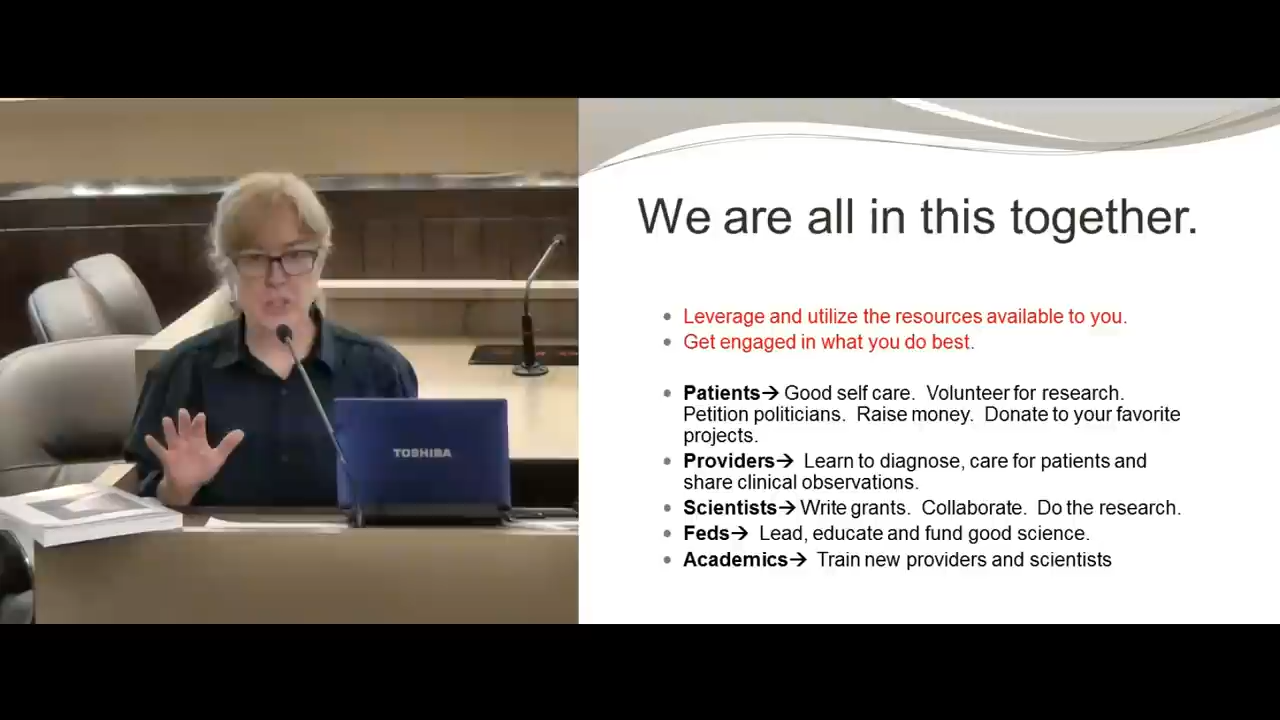 TOSHIBA
We are all in this together.
Leverage and utilize the resources available to you.
Get engaged in what you do best.
Patients→ Good self care.  Volunteer for research.
Petition politicians.  Raise money.  Donate to your favorite
projects.
Providers→  Learn to diagnose, care for patients and
share clinical observations.
Scientists→ Write grants.  Collaborate.  Do the research.
Feds→  Lead, educate and fund good science.
Academics→  Train new providers and scientists